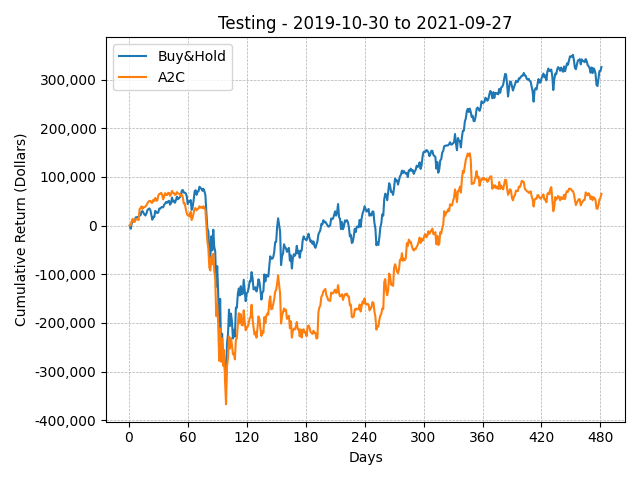 Testing - 2019-10-30 to 2021-09-27
Buy&Hold
A2C
300,000
200,000
100,000
0
-100,000
-200,000
-300,000
-400,000
Cumulative Return (Dollars)
0 60 120 180 240 300 360 420 480
Days